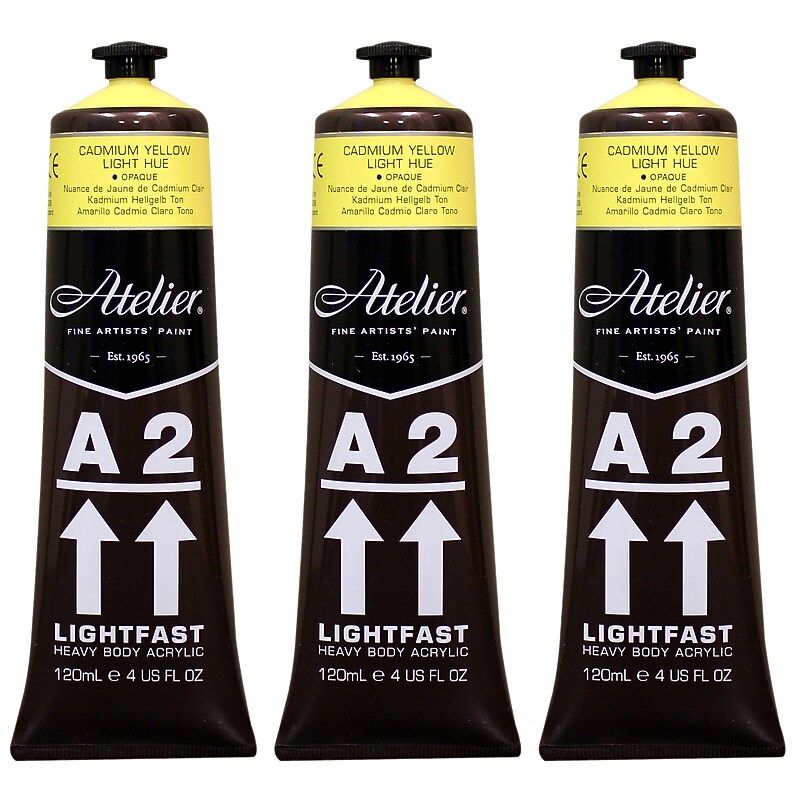 CE
CADMIUM YELLOW
LIGHT HUE
• OPAQUE
Nuance de Jaune de Cadmium Clair
Kadmium Hellgelb Ton
Amarillo Cadmio Claro Tono
Atelier®
FINE ARTISTS' PAINT
— Est. 1965 —
A 2
LIGHTFAST
HEAVY BODY ACRYLIC
120mL ℮ 4 US FL OZ
CE
CADMIUM YELLOW
LIGHT HUE
• OPAQUE
Nuance de Jaune de Cadmium Clair
Kadmium Hellgelb Ton
Amarillo Cadmio Claro Tono
Atelier®
FINE ARTISTS' PAINT
— Est. 1965 —
A 2
LIGHTFAST
HEAVY BODY ACRYLIC
120mL ℮ 4 US FL OZ
CE
CADMIUM YELLOW
LIGHT HUE
• OPAQUE
Nuance de Jaune de Cadmium Clair
Kadmium Hellgelb Ton
Amarillo Cadmio Claro Tono
Atelier®
FINE ARTISTS' PAINT
— Est. 1965 —
A 2
LIGHTFAST
HEAVY BODY ACRYLIC
120mL ℮ 4 US FL OZ